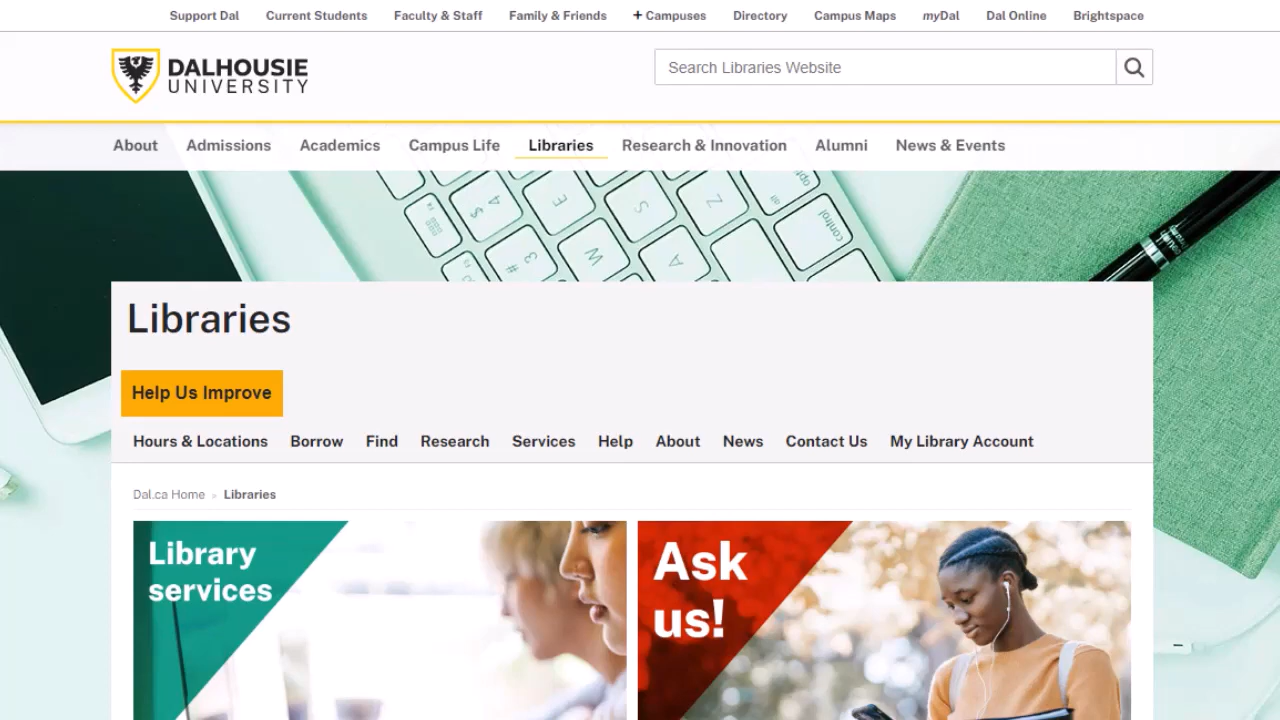 Support Dal Current Students Faculty & Staff Family & Friends + Campuses Directory Campus Maps myDal Dal Online Brightspace
DALHOUSIE
UNIVERSITY
Search Libraries Website
About Admissions Academics Campus Life Libraries Research & Innovation Alumni News & Events
Libraries
Help Us Improve
Hours & Locations Borrow Find Research Services Help About News Contact Us My Library Account
Dal.ca Home » Libraries
Library
services
Ask
us!